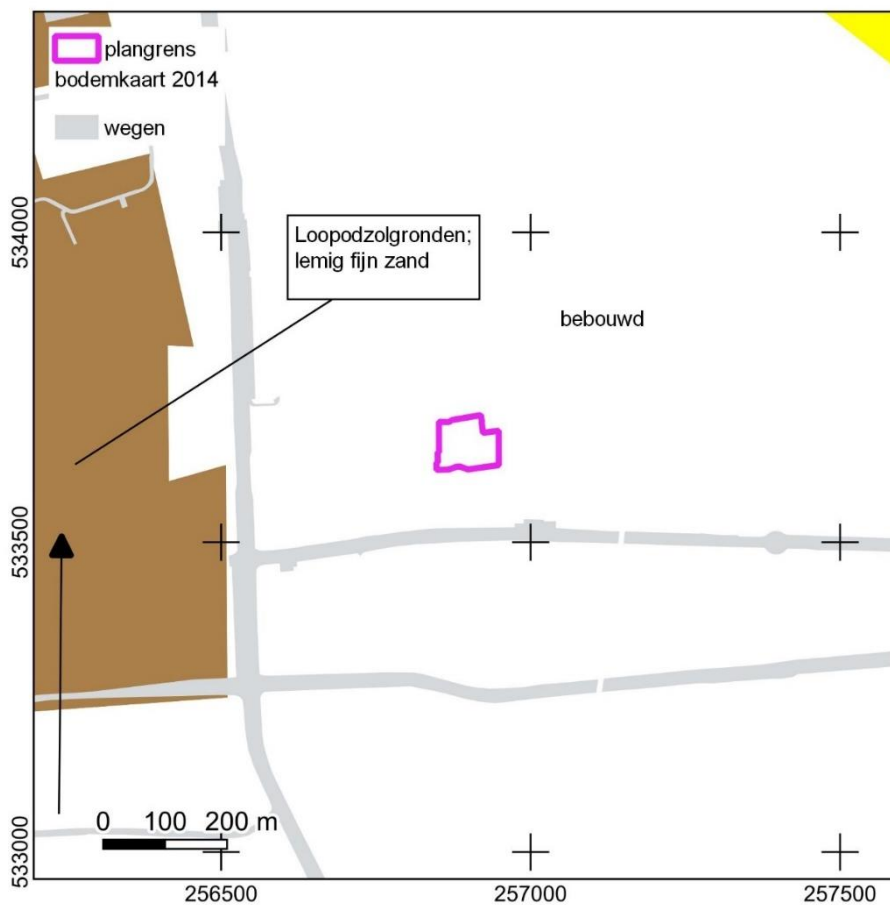 plangrens
bodemkaart 2014
wegen
Loopodzolgronden;
lemig fijn zand
bebouwd
534000
533500
533000
0 100 200 m
256500 257000 257500